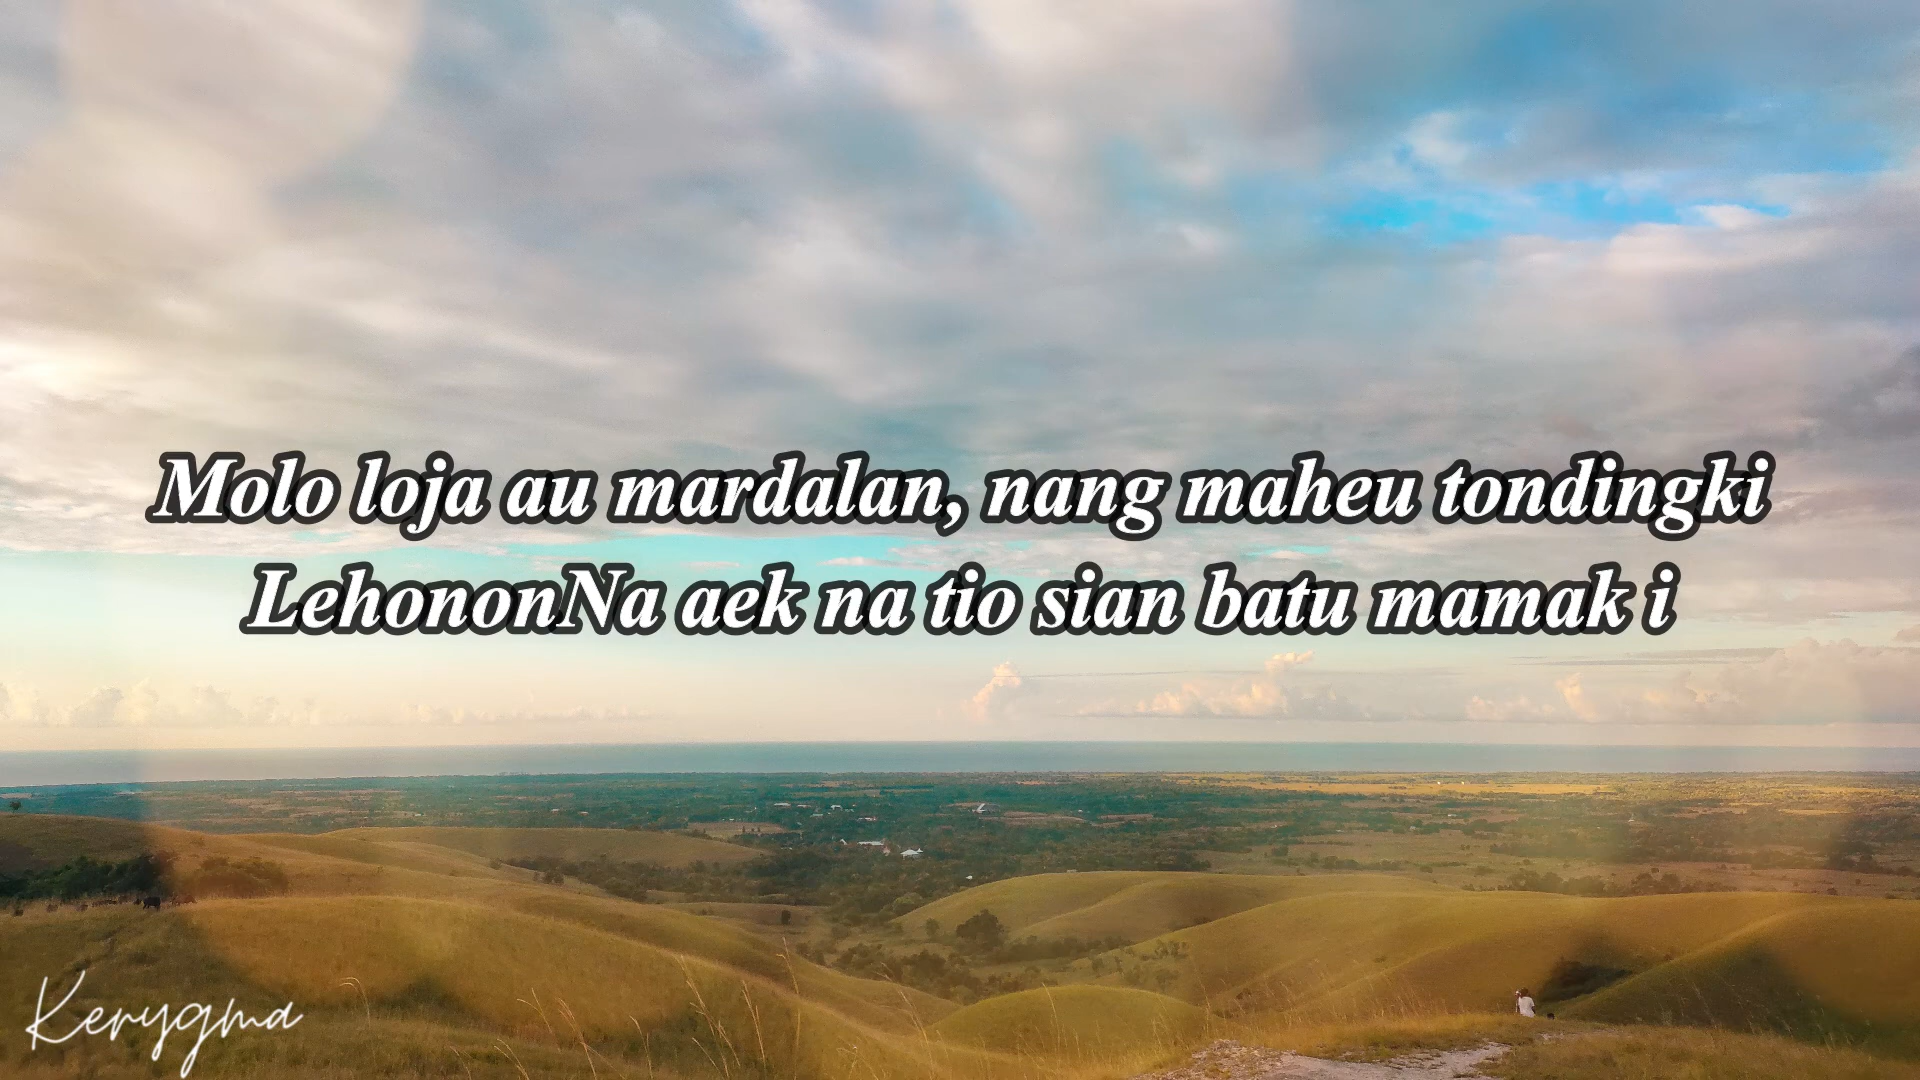 Molo loja au mardalan, nang maheu tondingki
LehononNa aek na tio sian batu mamak i
Kerygma